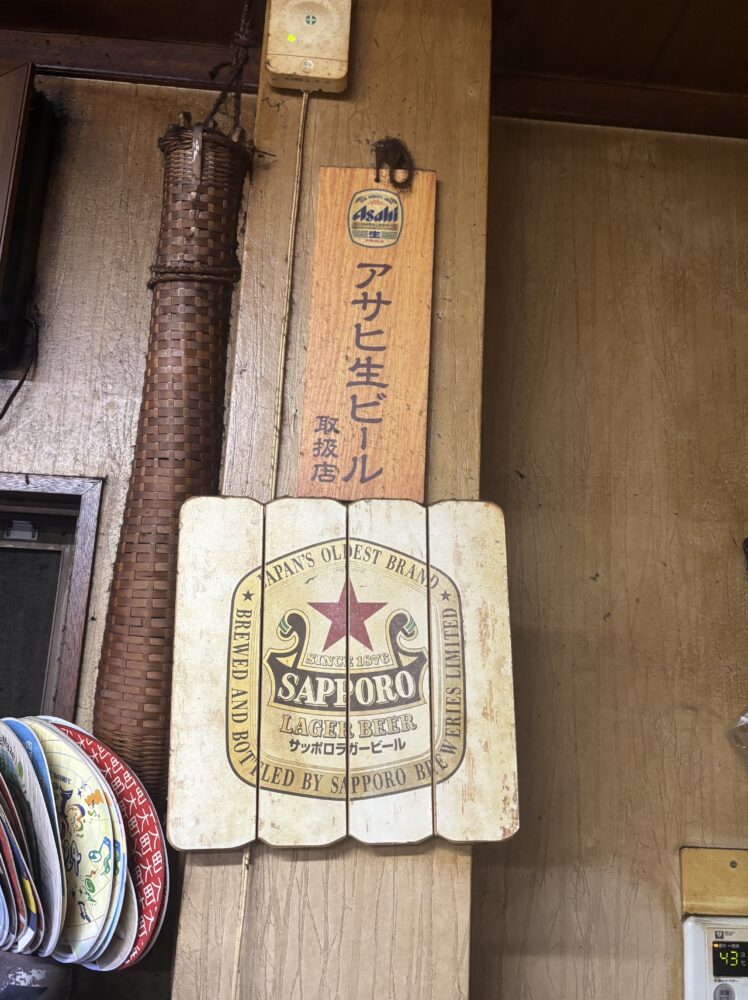 Asahi
生
アサヒ生ビール
取扱店
JAPAN'S OLDEST BRAND
BREWED AND BOTTLED BY SAPPORO BREWERIES LIMITED
SINCE 1876
SAPPORO
LAGER BEER
サッポロラガービール
43